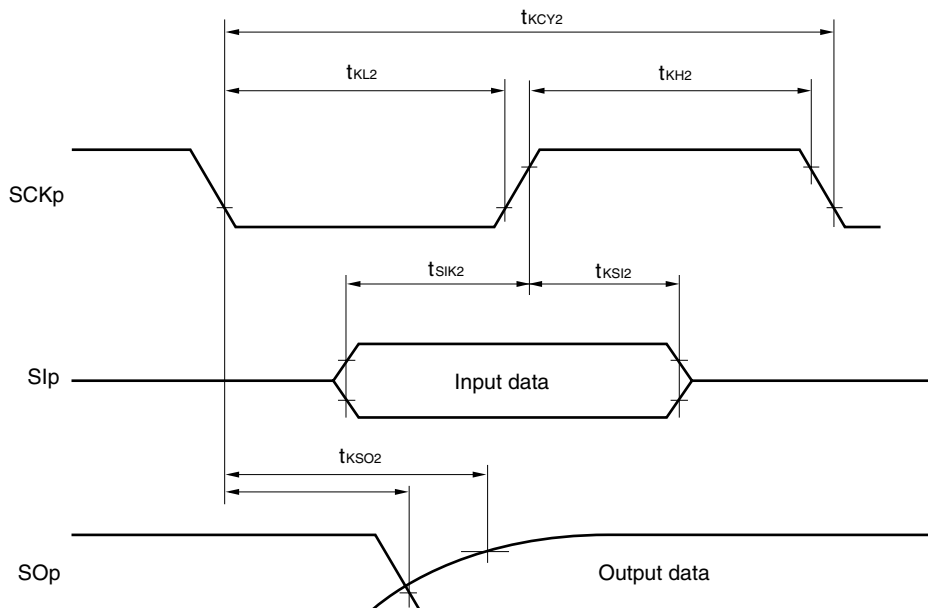 tKCY2
tKL2
tKH2
SCKp
tSIK2
tKSI2
SIp
Input data
tKSO2
SOp
Output data